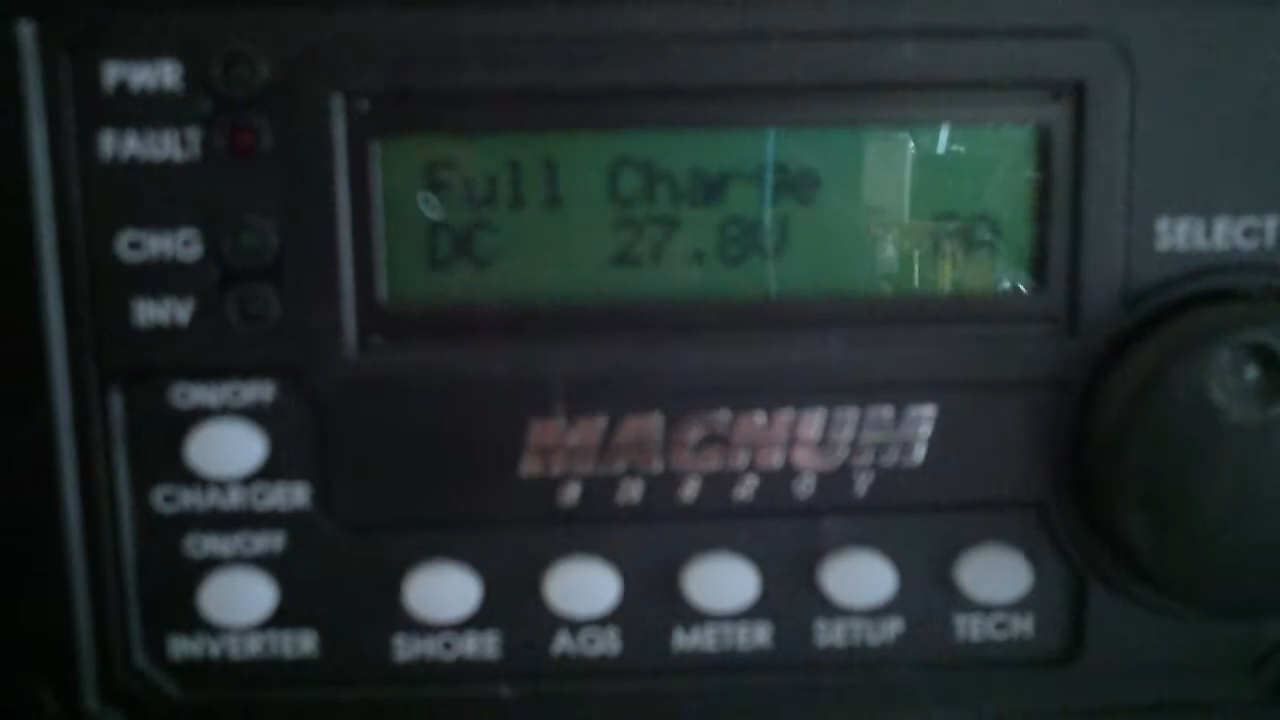 PWR
FAULT
CHG
INV
Full Charge
DC 27.8V
SELECT
ON/OFF
CHARGER
MAGNUM
ENERGY
ON/OFF
INVERTER
SHORE
AGS
METER
SETUP
TECH